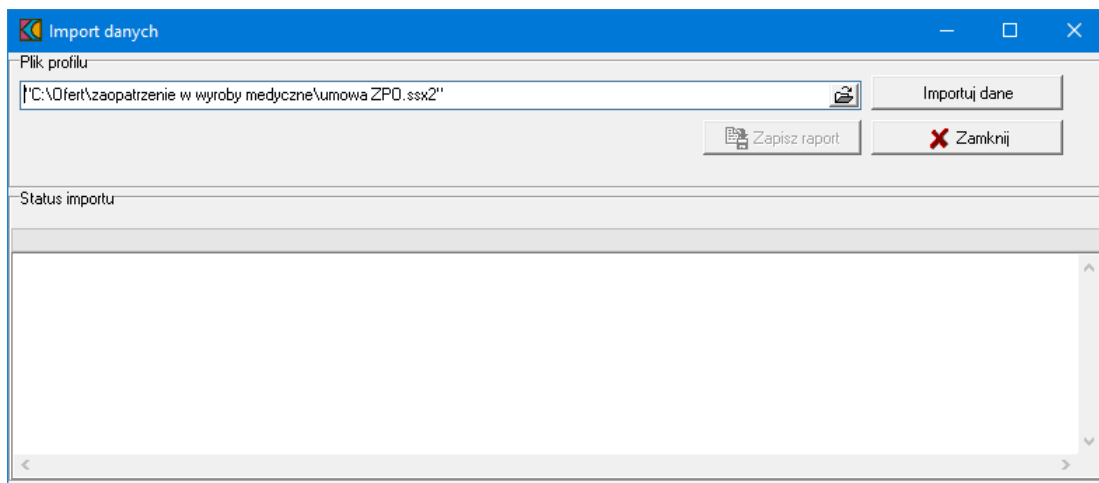 Import danych
Plik profilu
"C:\Ofert\zaopatrzenie w wyroby medyczne\umowa ZPO.ssx2"
Importuj dane
Zapisz raport
Zamknij
Status importu